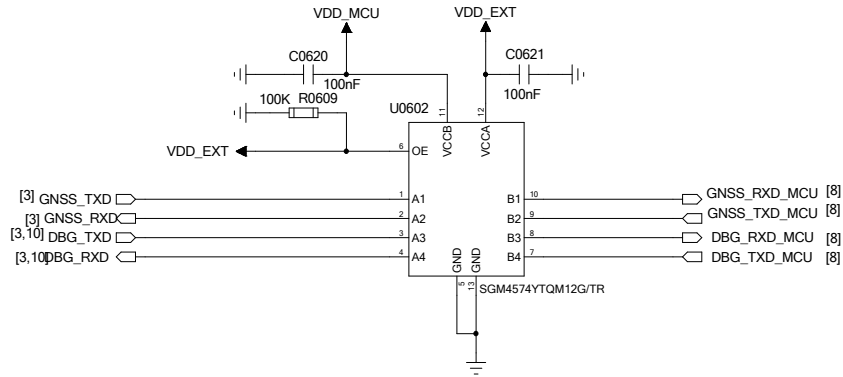 VDD_MCU
VDD_EXT
C0620
C0621
100nF
100nF
100K R0609
U0602
11
12
VCCB
VCCA
VDD_EXT
6
OE
[3] GNSS_TXD
1
A1
B1
10
GNSS_RXD_MCU [8]
[3] GNSS_RXD
2
A2
B2
9
GNSS_TXD_MCU [8]
[3,10] DBG_TXD
3
A3
B3
8
DBG_RXD_MCU [8]
[3,10] DBG_RXD
4
A4
B4
7
DBG_TXD_MCU [8]
GND
GND
5
13
SGM4574YTQM12G/TR